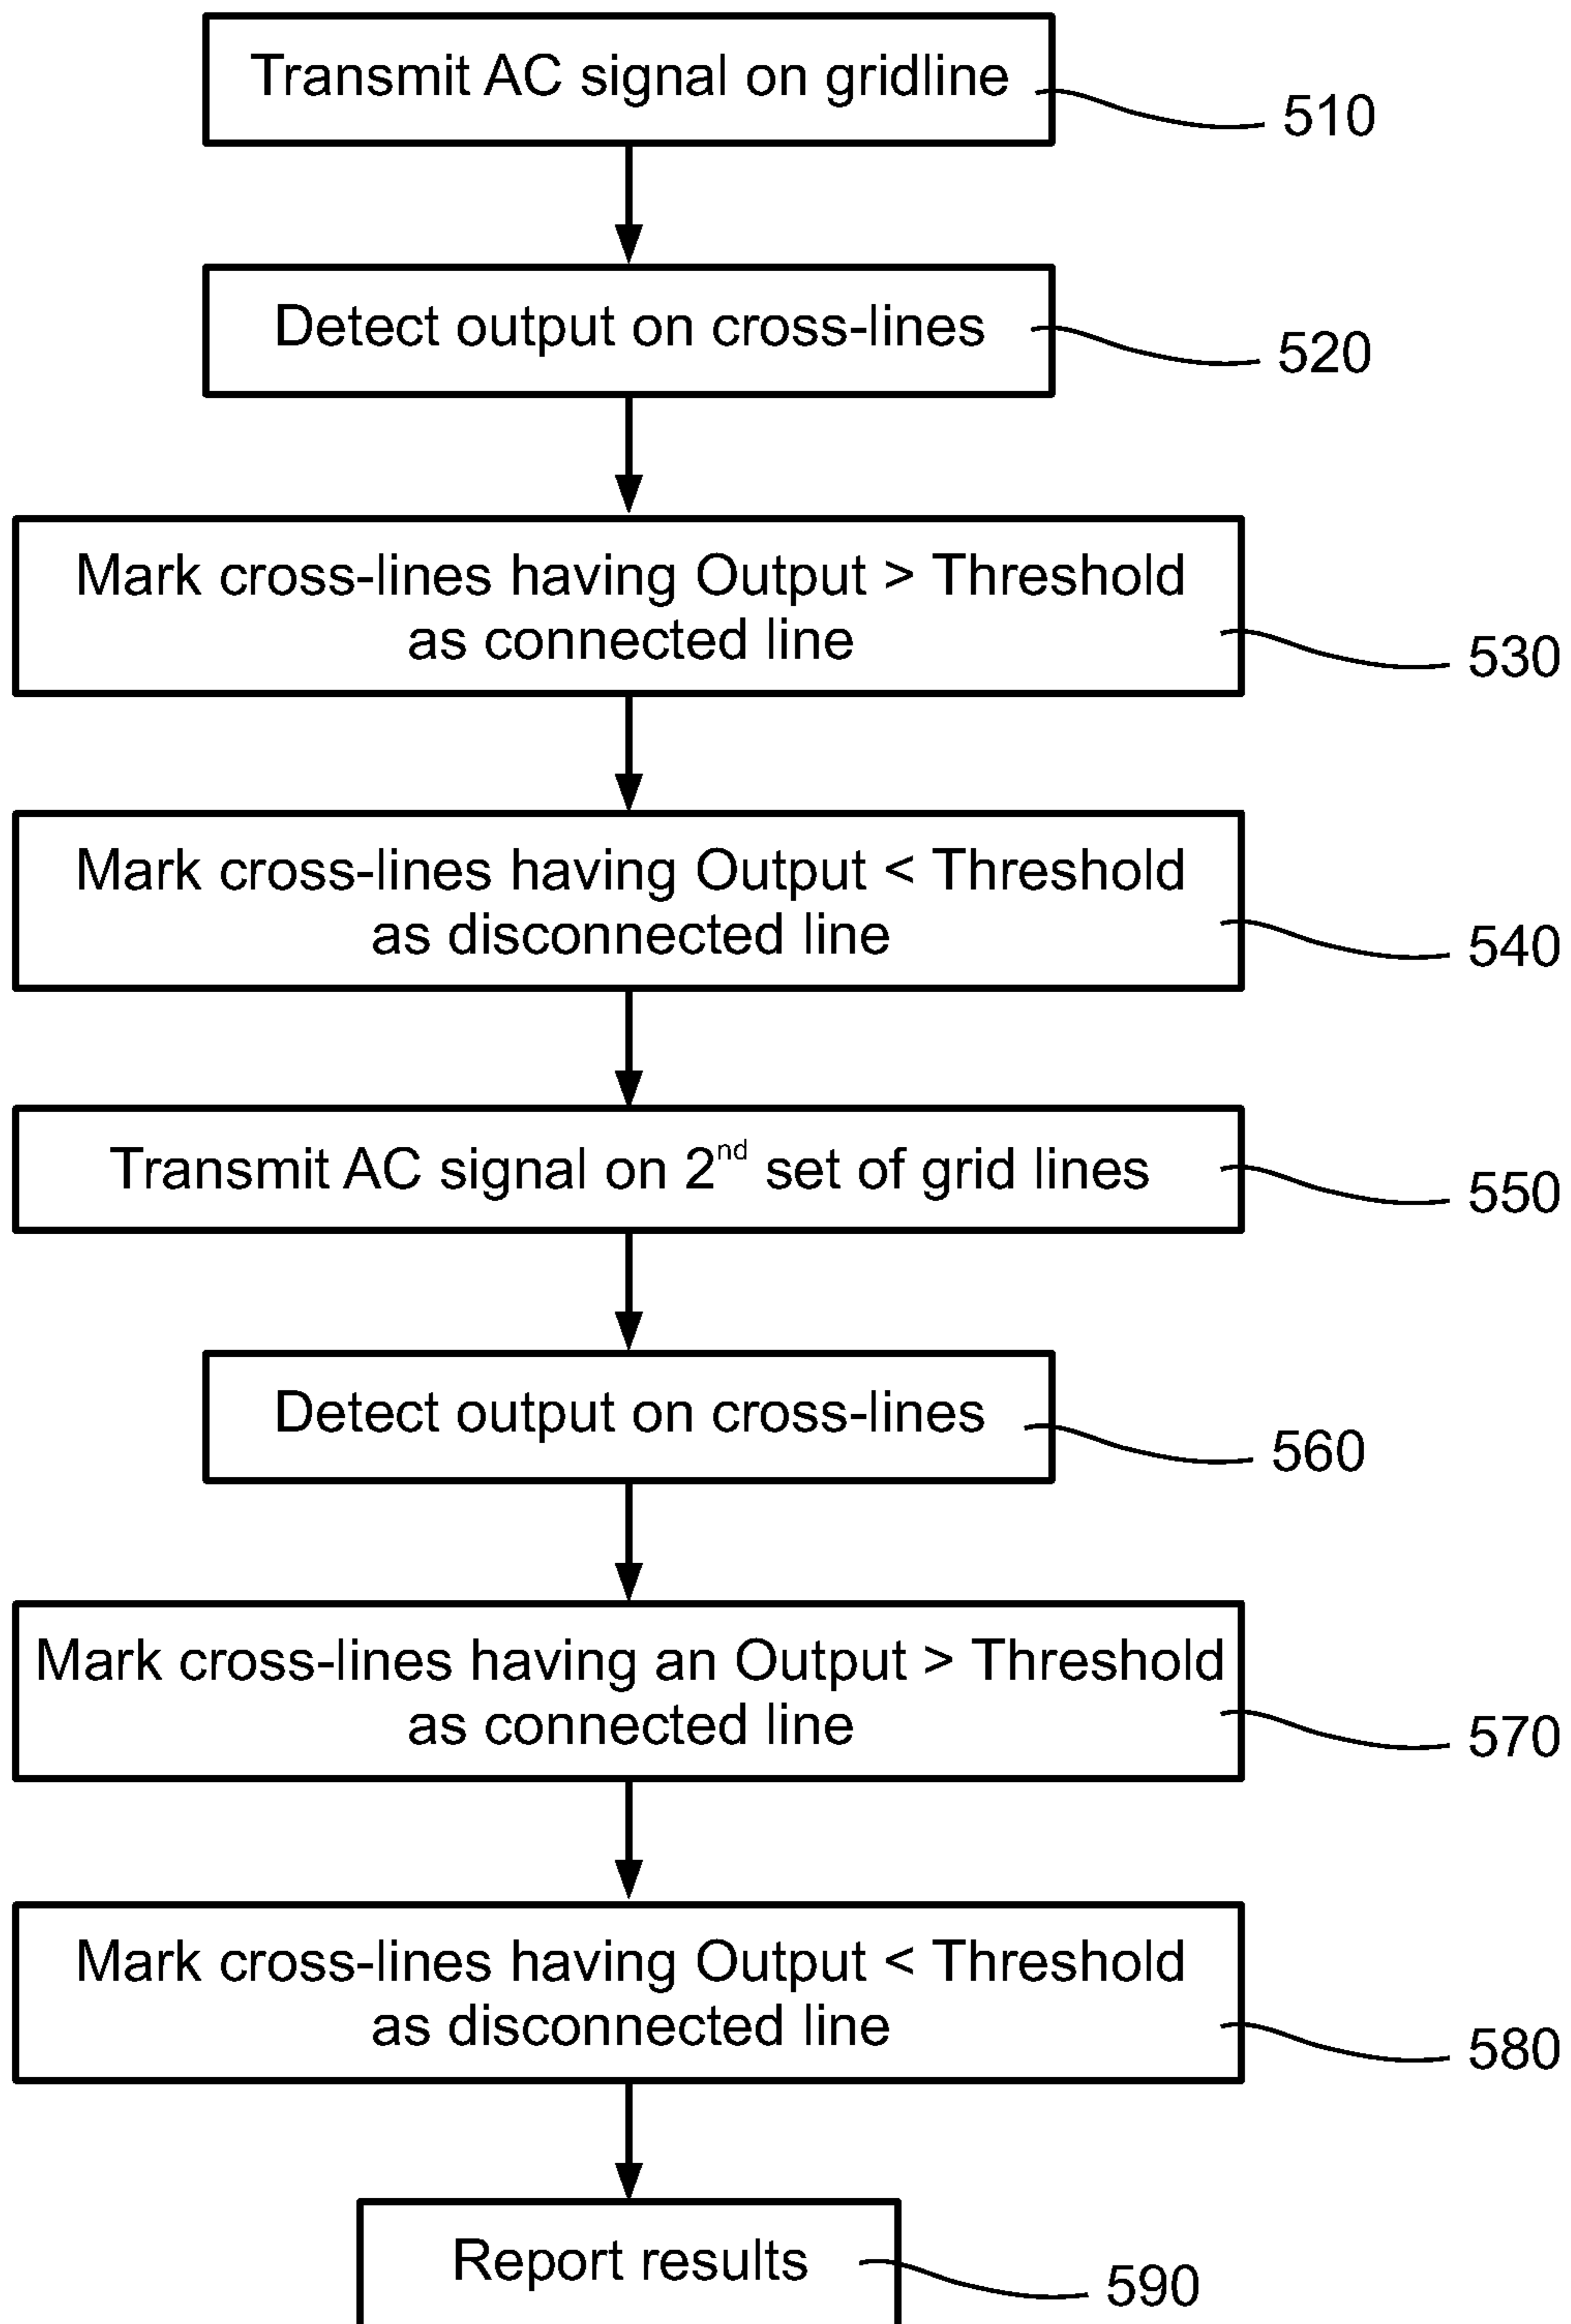 Transmit AC signal on gridline
510
Detect output on cross-lines
520
Mark cross-lines having Output > Threshold
as connected line
530
Mark cross-lines having Output < Threshold
as disconnected line
540
Transmit AC signal on 2nd set of grid lines
550
Detect output on cross-lines
560
Mark cross-lines having an Output > Threshold
as connected line
570
Mark cross-lines having Output < Threshold
as disconnected line
580
Report results
590